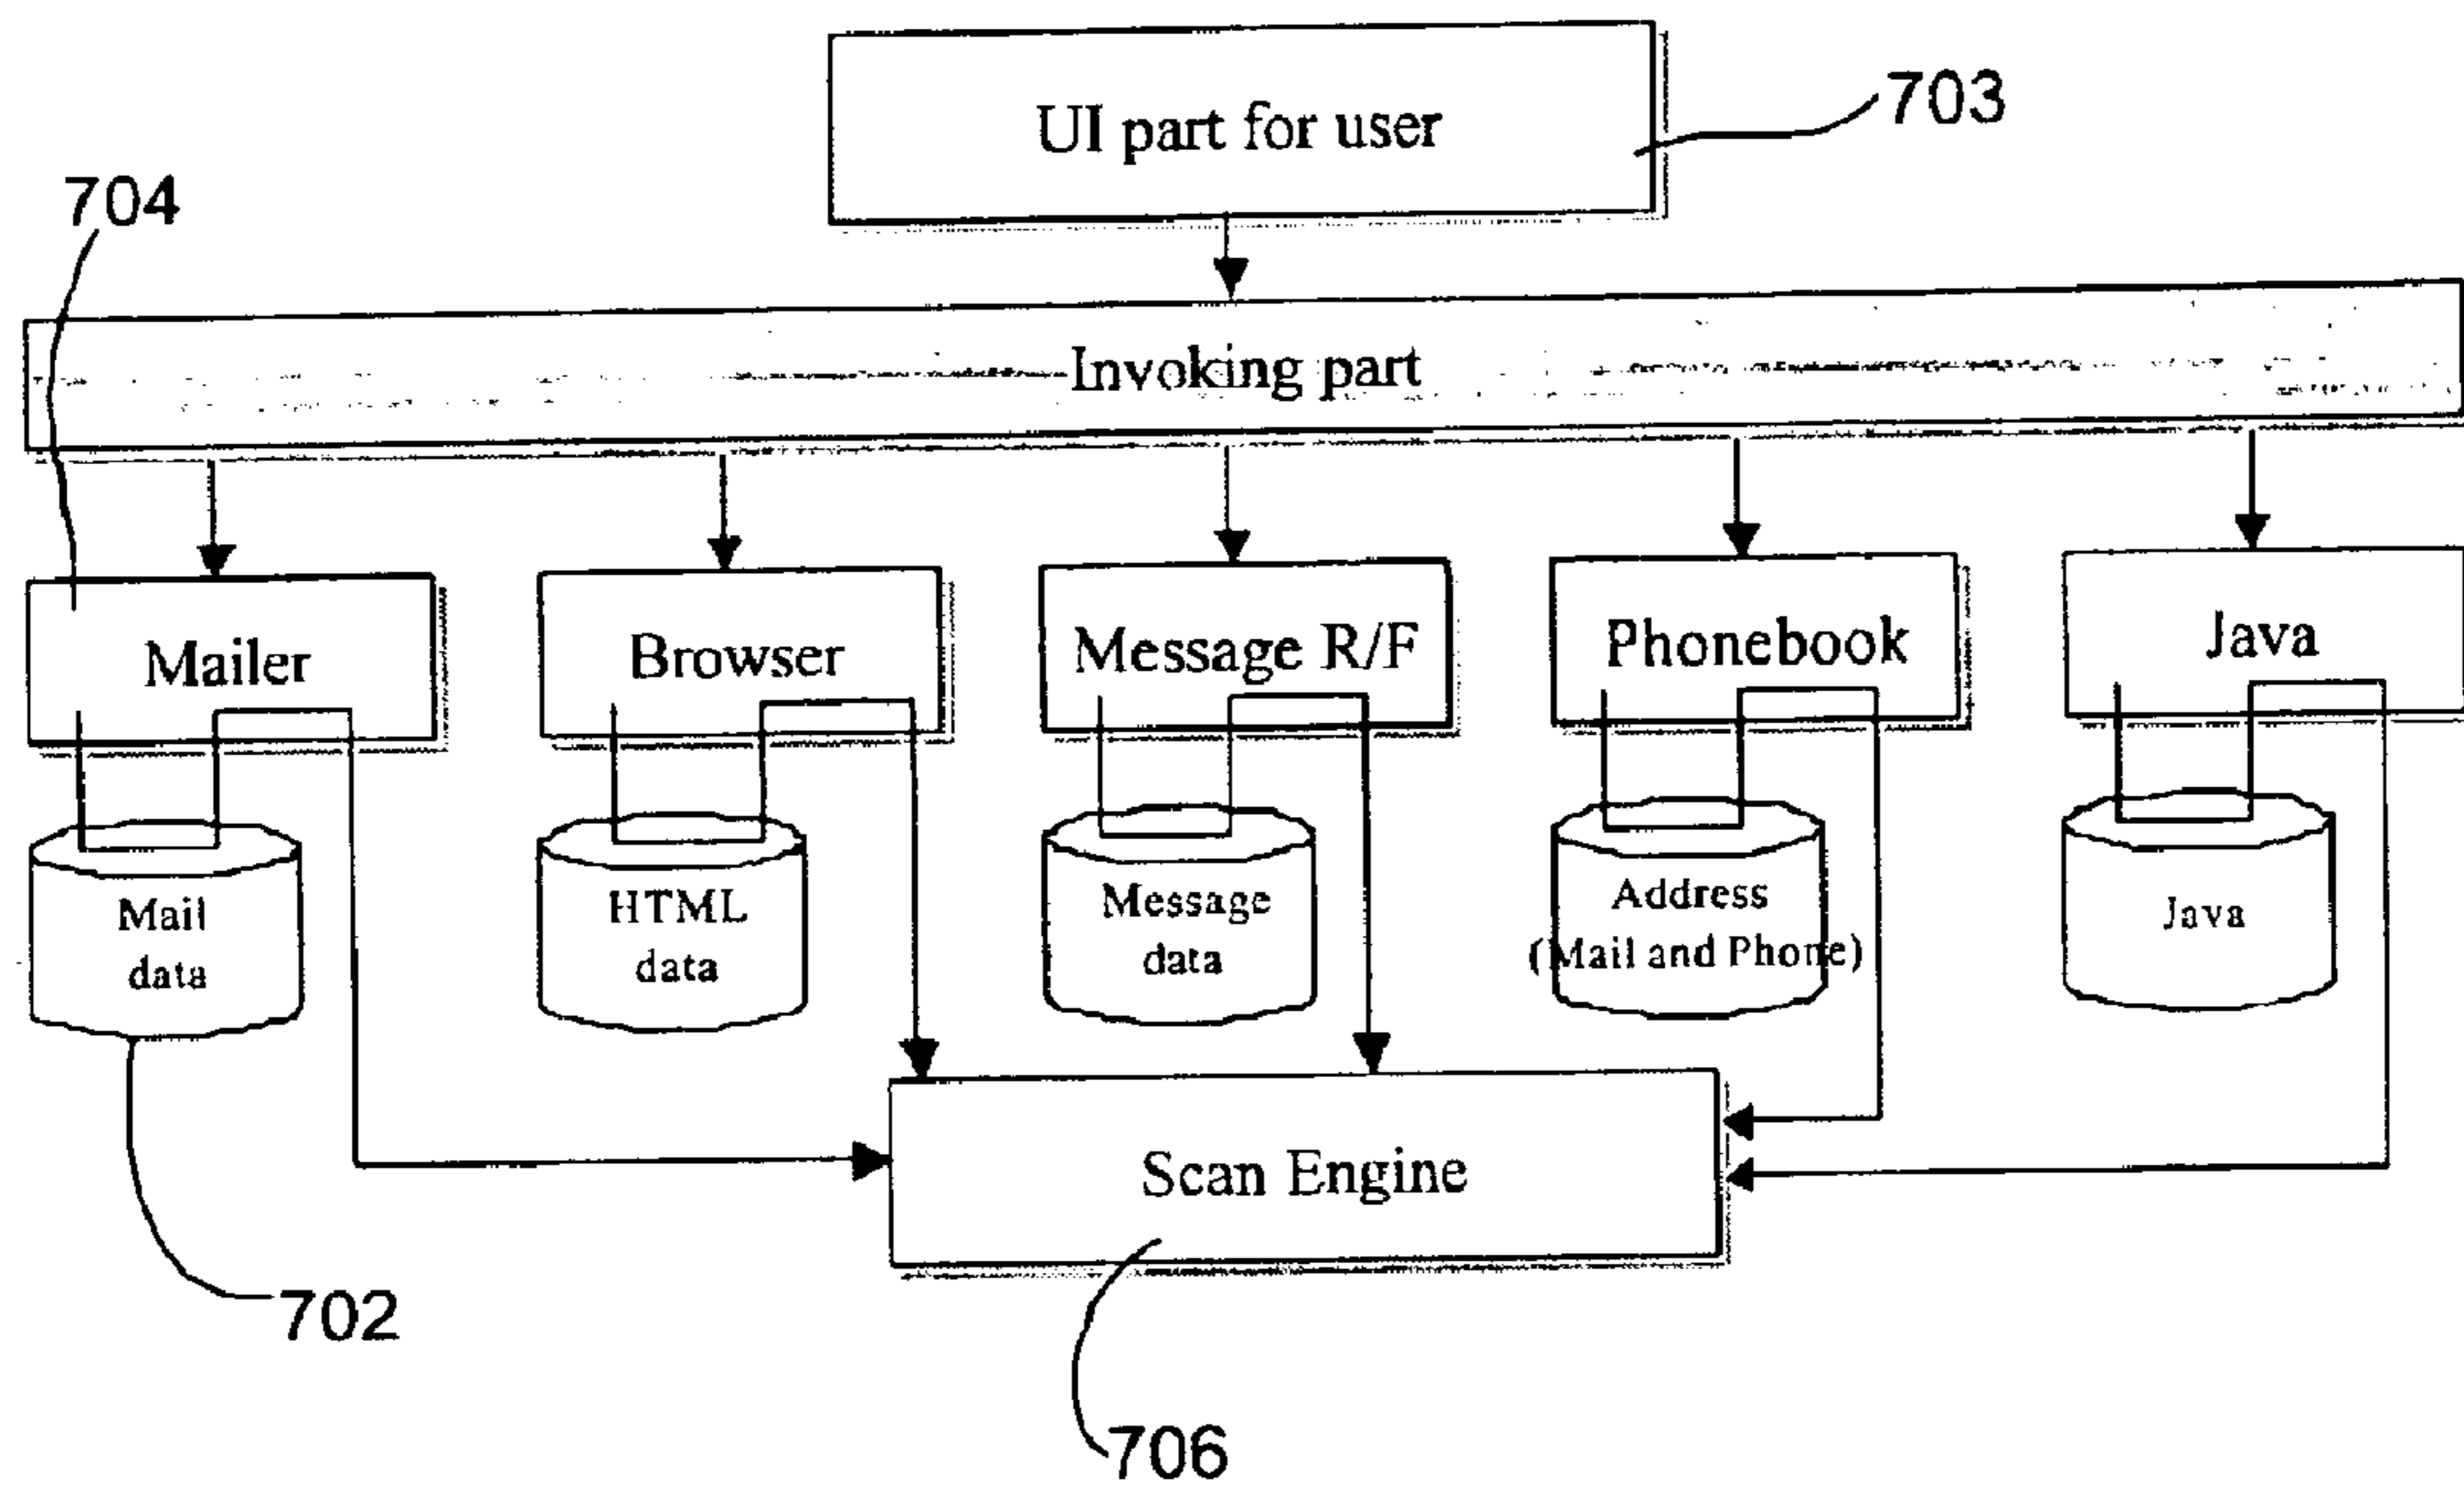 UI part for user
703
704
Invoking part
Mailer
Browser
Message R/F
Phonebook
Java
Mail
data
HTML
data
Message
data
Address
(Mail and Phone)
Java
Scan Engine
702
706